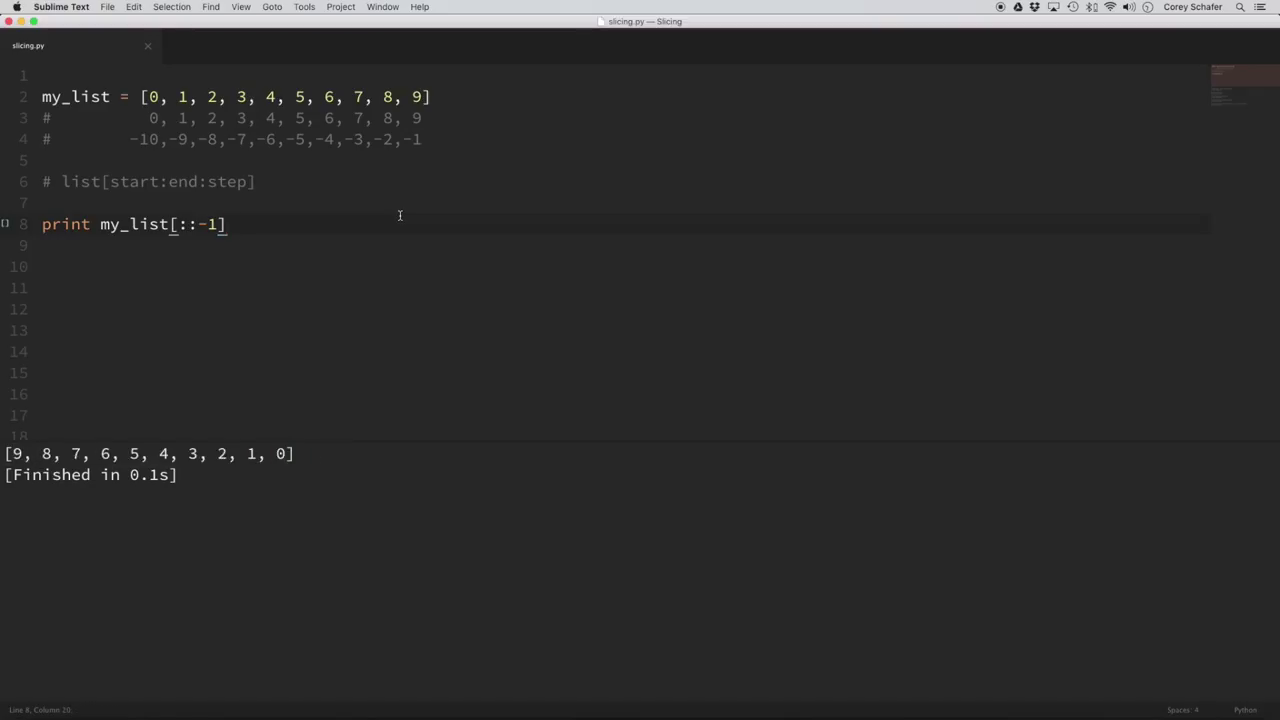 Sublime Text File Edit Selection Find View Goto Tools Project Window Help Corey Schafer
slicing.py — Slicing
slicing.py
1
2 my_list = [0, 1, 2, 3, 4, 5, 6, 7, 8, 9]
3 # 0, 1, 2, 3, 4, 5, 6, 7, 8, 9
4 # -10,-9,-8,-7,-6,-5,-4,-3,-2,-1
5
6 # list[start:end:step]
7
8 print my_list[::-1]
9
10
11
12
13
14
15
16
17
18
[9, 8, 7, 6, 5, 4, 3, 2, 1, 0]
[Finished in 0.1s]
Line 8, Column 20 Spaces: 4 Python